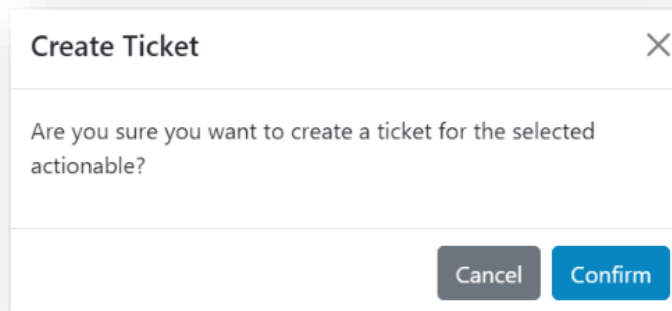 Create Ticket
Are you sure you want to create a ticket for the selected
actionable?
Cancel Confirm